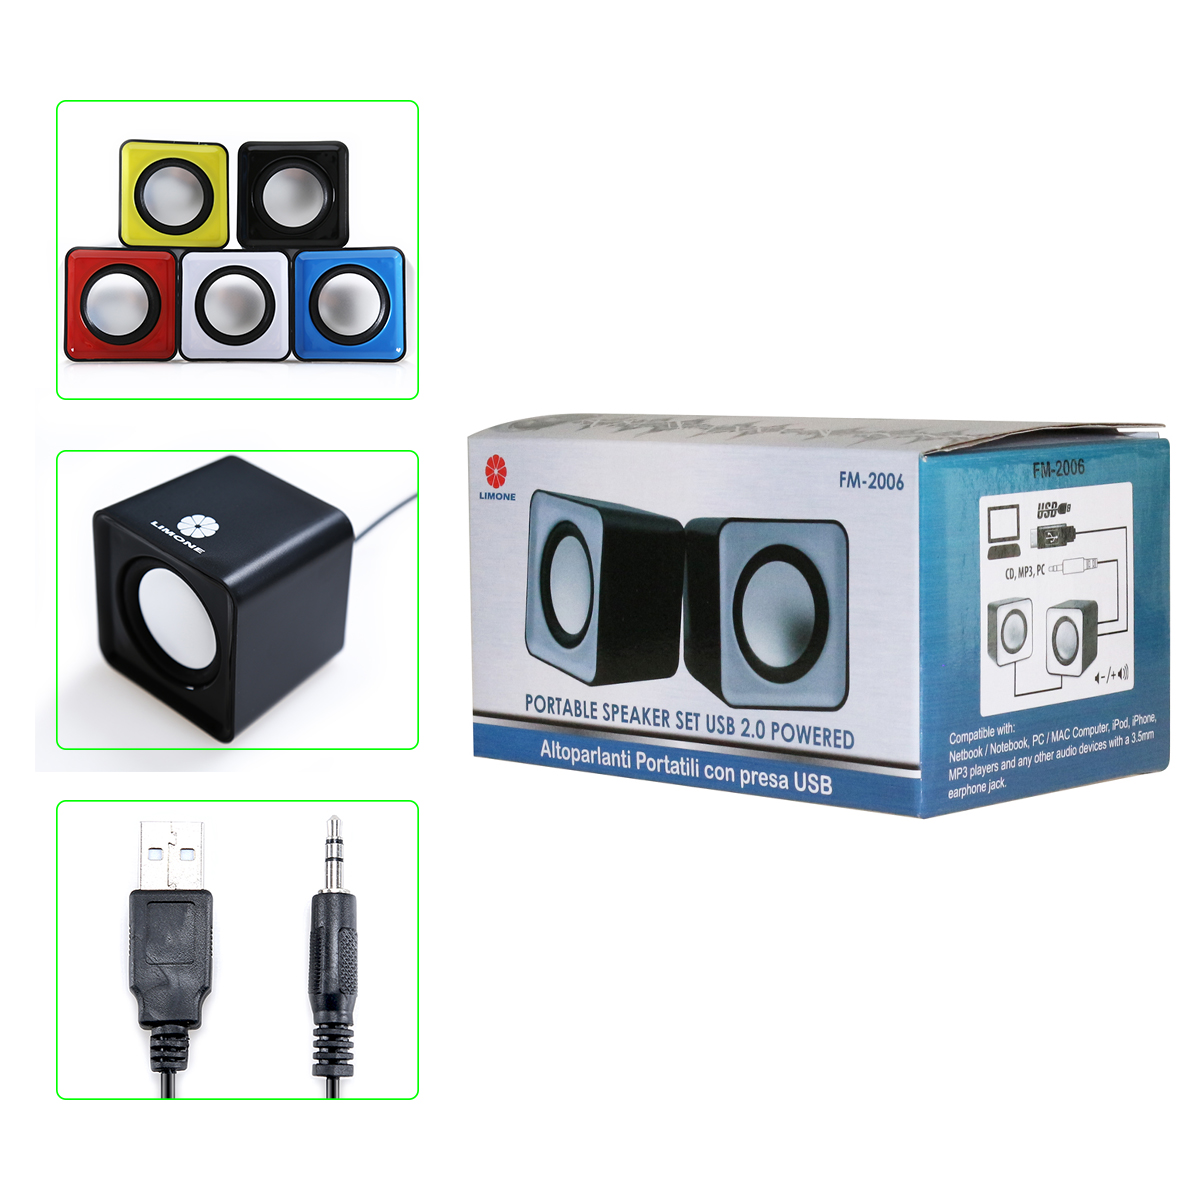 LIMONE
LIMONE
FM-2006
PORTABLE SPEAKER SET USB 2.0 POWERED
Altoparlanti Portatili con presa USB
FM-2006
USB
CD, MP3, PC
-/+
Compatible with:
Netbook / Notebook, PC / MAC Computer, iPod, iPhone,
MP3 players and any other audio devices with a 3.5mm
earphone jack.